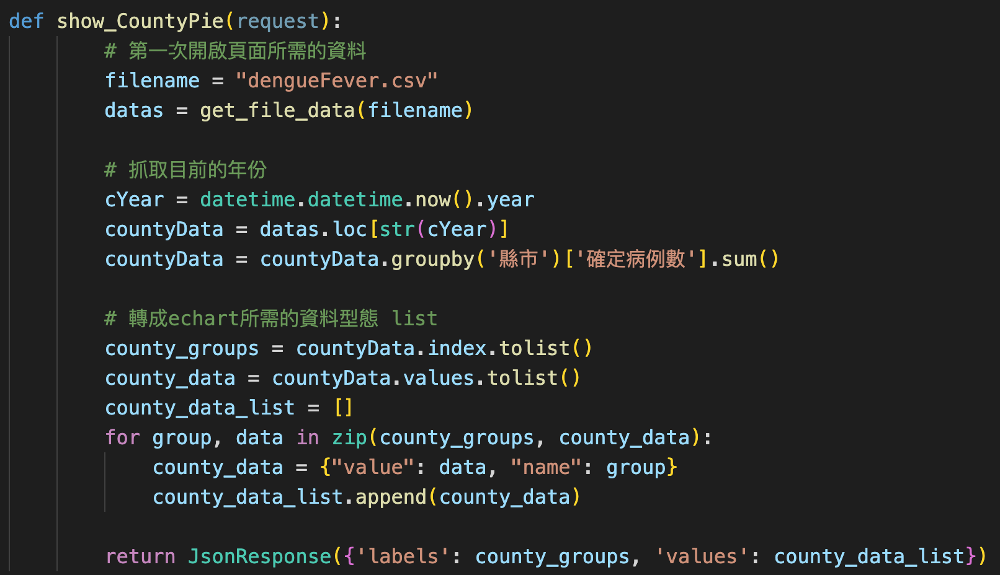 def show_CountyPie(request):
# 第一次開啟頁面所需的資料
filename = "dengueFever.csv"
datas = get_file_data(filename)
# 抓取目前的年份
cYear = datetime.datetime.now().year
countyData = datas.loc[str(cYear)]
countyData = countyData.groupby('縣市')['確定病例數'].sum()
# 轉成echart所需的資料型態 list
county_groups = countyData.index.tolist()
county_data = countyData.values.tolist()
county_data_list = []
for group, data in zip(county_groups, county_data):
county_data = {"value": data, "name": group}
county_data_list.append(county_data)
return JsonResponse({'labels': county_groups, 'values': county_data_list})